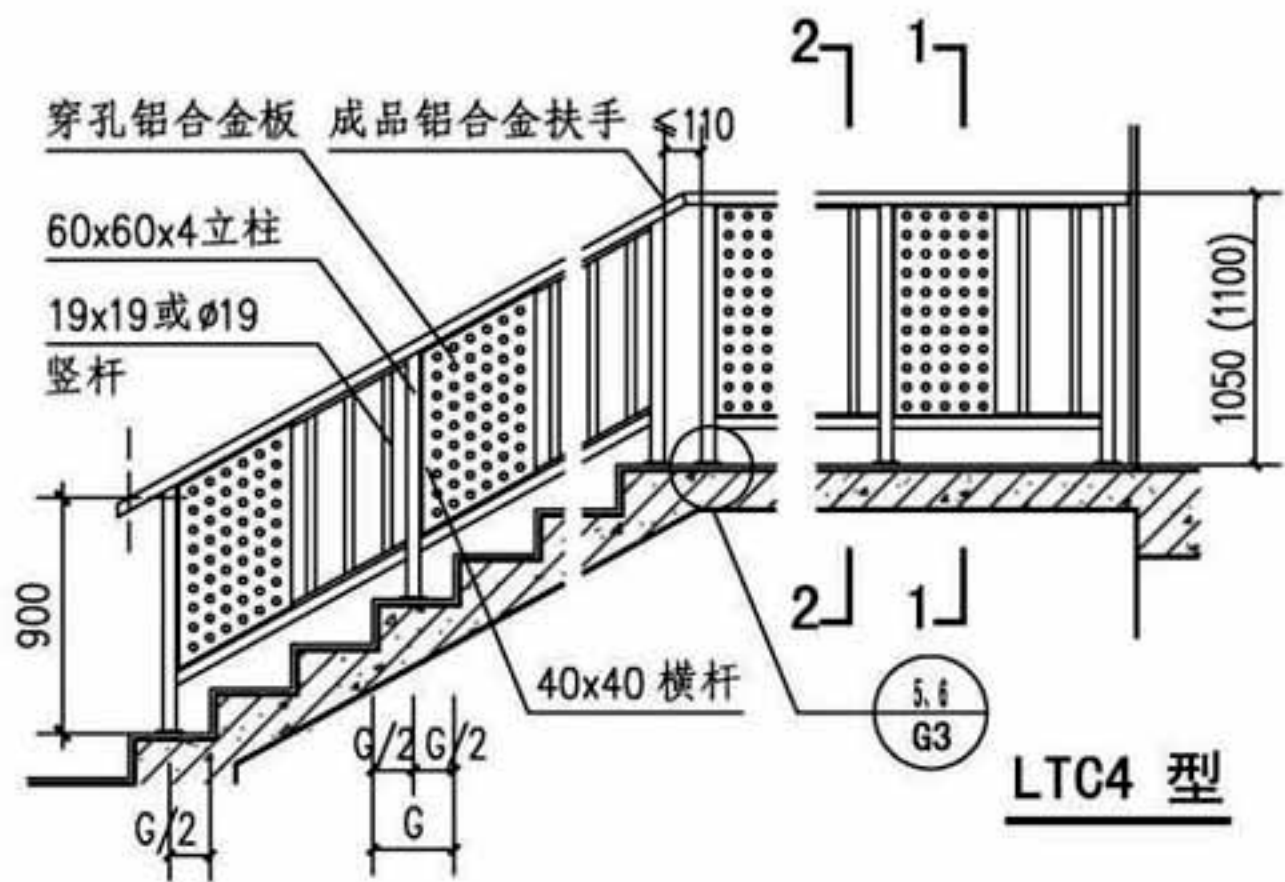 2 1
穿孔铝合金板 成品铝合金扶手 ≤110
60x60x4立柱
19x19或ø19
竖杆
1050 (1100)
900
2 1
40x40 横杆
5、6
G3
G/2 G/2
G/2
G
LTC4 型